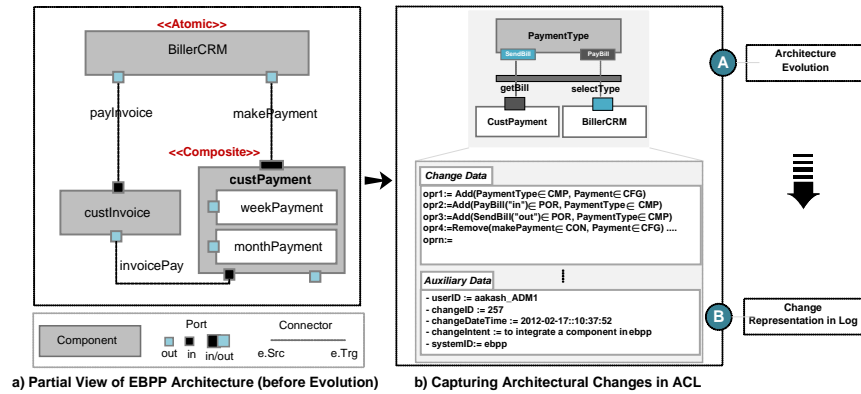 <<Atomic>>
BillerCRM
payInvoice
makePayment
<<Composite>>
custPayment
weekPayment
monthPayment
custInvoice
invoicePay
Component
Port
out
in
in/out
Connector
e.Src
e.Trg
a) Partial View of EBPP Architecture (before Evolution)
PaymentType
SendBill
PayBill
getBill
selectType
CustPayment
BillerCRM
Change Data
opr1:= Add(PaymentType∈ CMP, Payment∈ CFG)
opr2:=Add(PayBill("in")∈ POR, PaymentType∈ CMP)
opr3:=Add(SendBill("out")∈ POR, PaymentType∈ CMP)
opr4:=Remove(makePayment∈ CON, Payment∈ CFG) ....
oprn:=
Auxiliary Data
- userID := aakash_ADM1
- changeID := 257
- changeDateTime := 2012-02-17::10:37:52
- changeIntent := to integrate a component in ebpp
- systemID:= ebpp
b) Capturing Architectural Changes in ACL
A
Architecture
Evolution
B
Change
Representation in Log